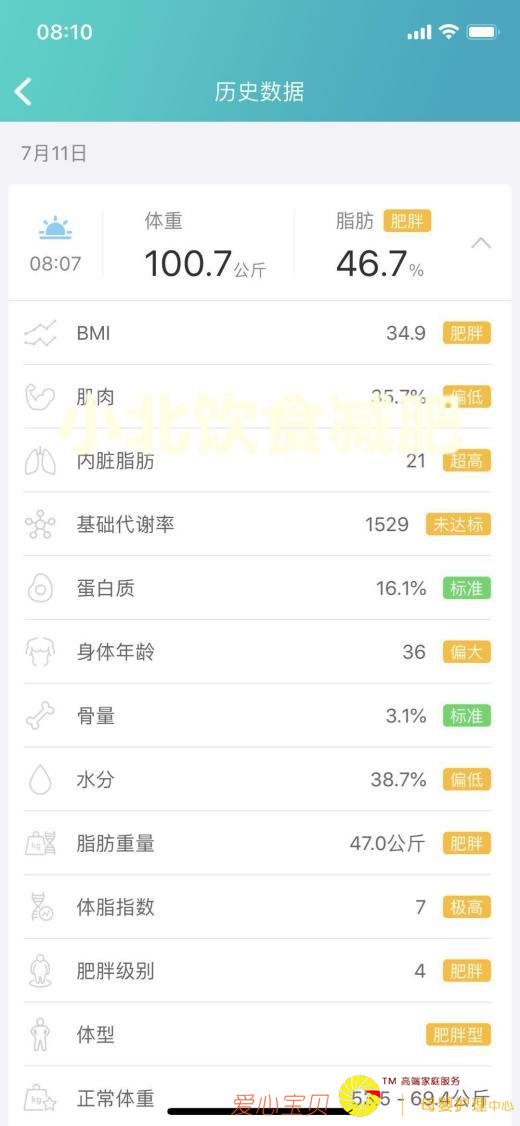 08:10
历史数据
7月11日
体重
脂肪 肥胖
08:07
100.7公斤
46.7%
BMI 34.9 肥胖
肌肉 35.7% 偏低
小北饮食减肥
内脏脂肪 21 超高
基础代谢率 1529 未达标
蛋白质 16.1% 标准
身体年龄 36 偏大
骨量 3.1% 标准
水分 38.7% 偏低
脂肪重量 47.0公斤 肥胖
体脂指数 7 极高
肥胖级别 4 肥胖
体型 肥胖型
TM 高端家庭服务
正常体重 - 69.4公斤
爱心宝贝 母婴护理中心